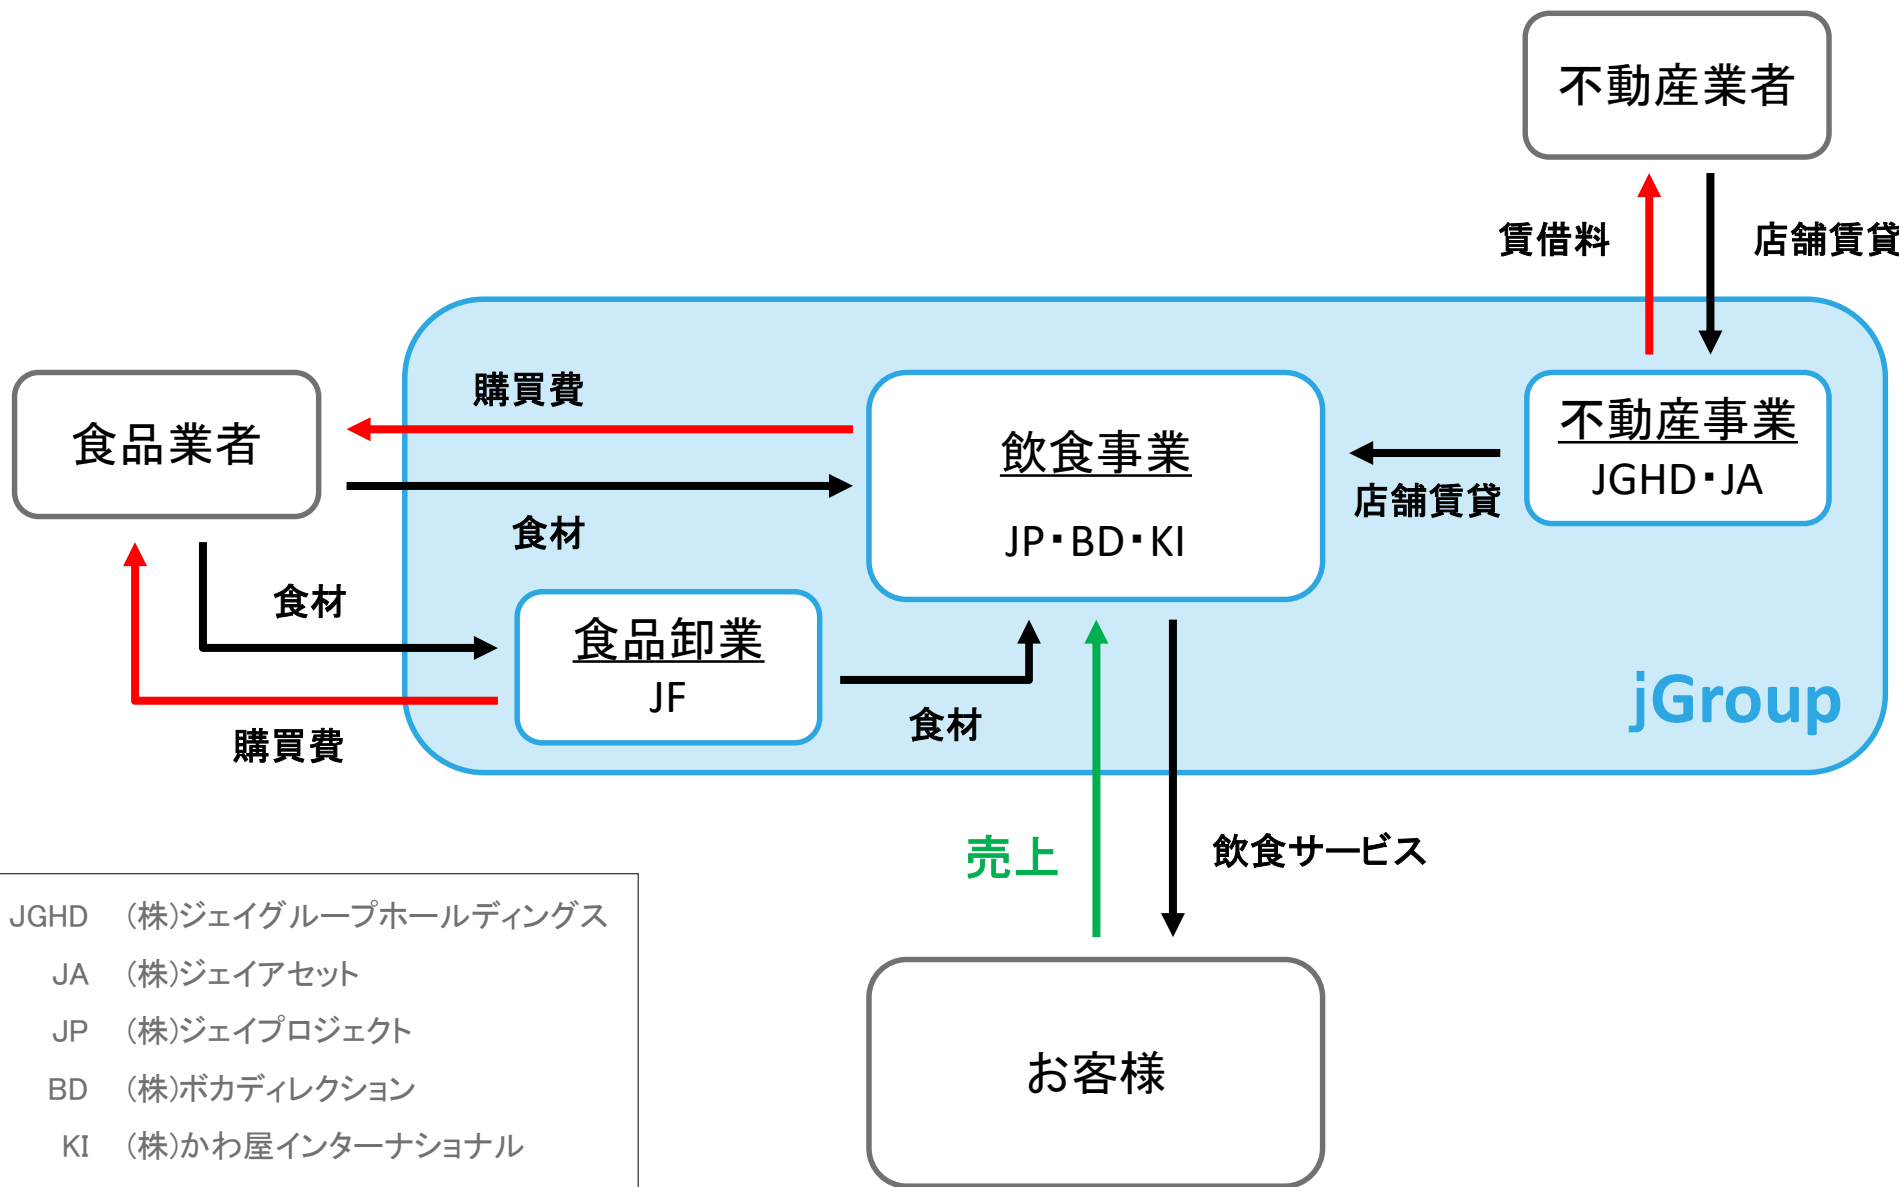 不動産業者
賃借料
店舗賃貸
購買費
食品業者
飲食事業
JP・BD・KI
不動産事業
JGHD・JA
店舗賃貸
食材
食材
食品卸業
JF
食材
購買費
jGroup
売上
飲食サービス
お客様
JGHD (株)ジェイグループホールディングス
JA (株)ジェイアセット
JP (株)ジェイプロジェクト
BD (株)ボカディレクション
KI (株)かわ屋インターナショナル